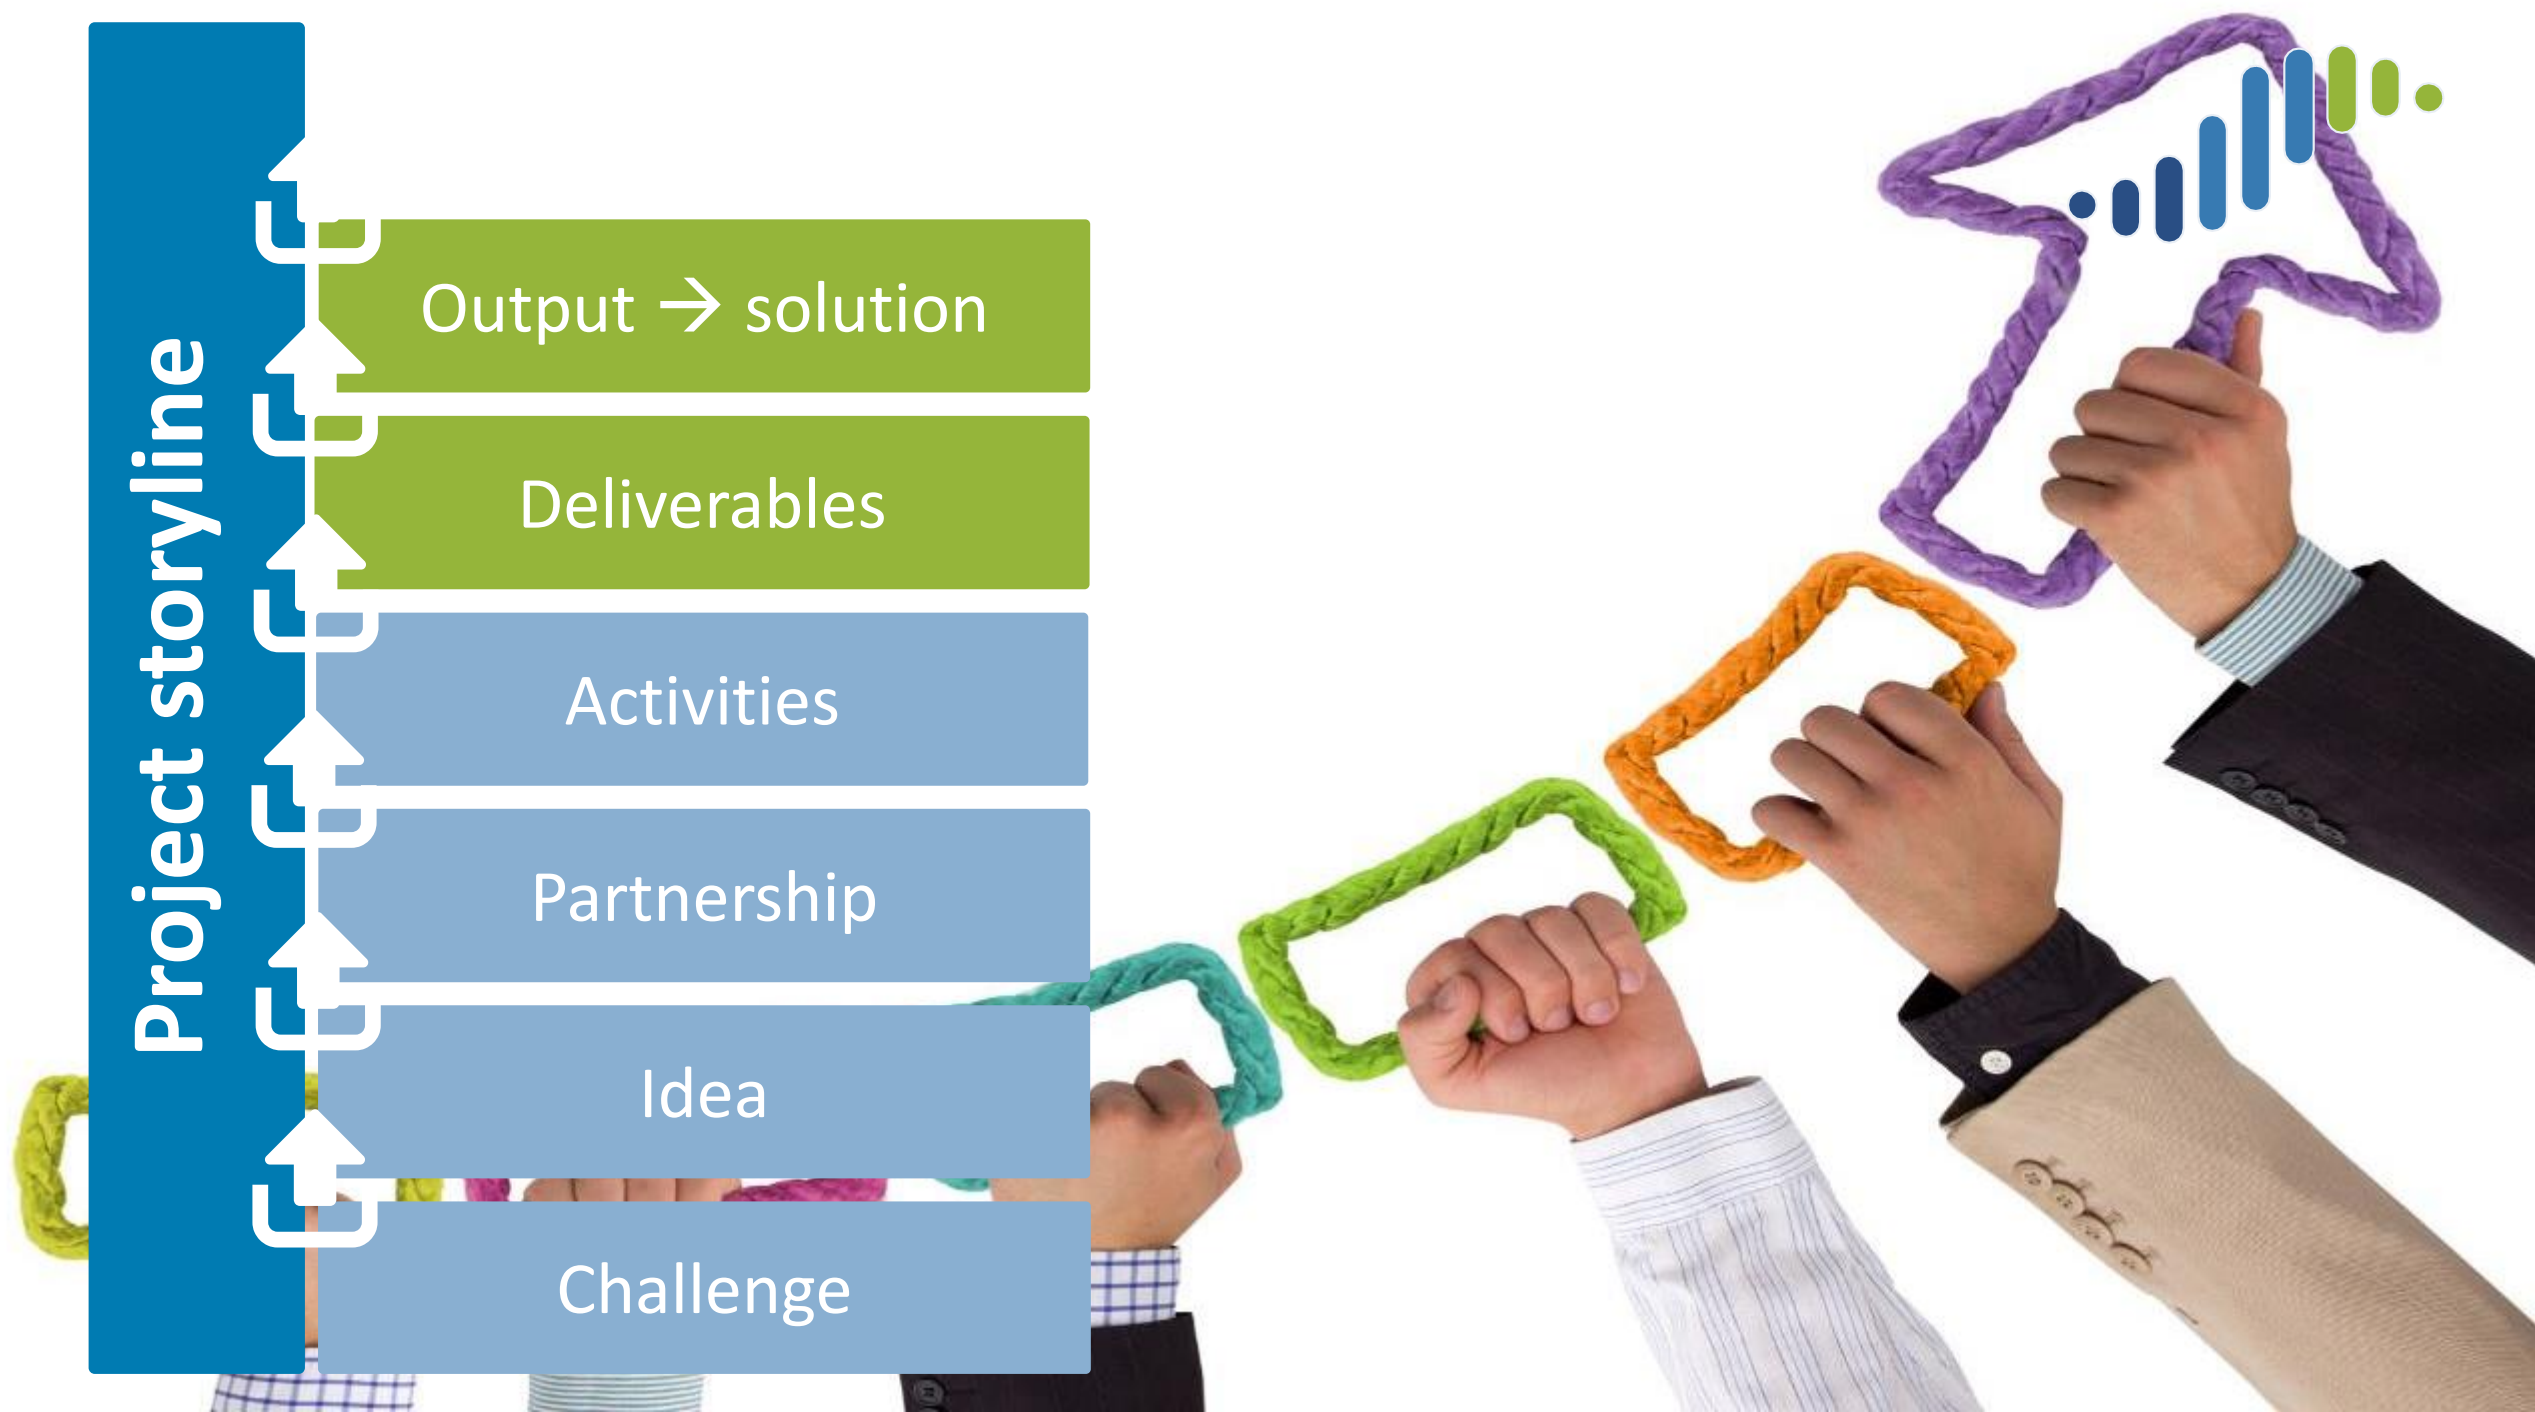 Project storyline
Output → solution
Deliverables
Activities
Partnership
Idea
Challenge